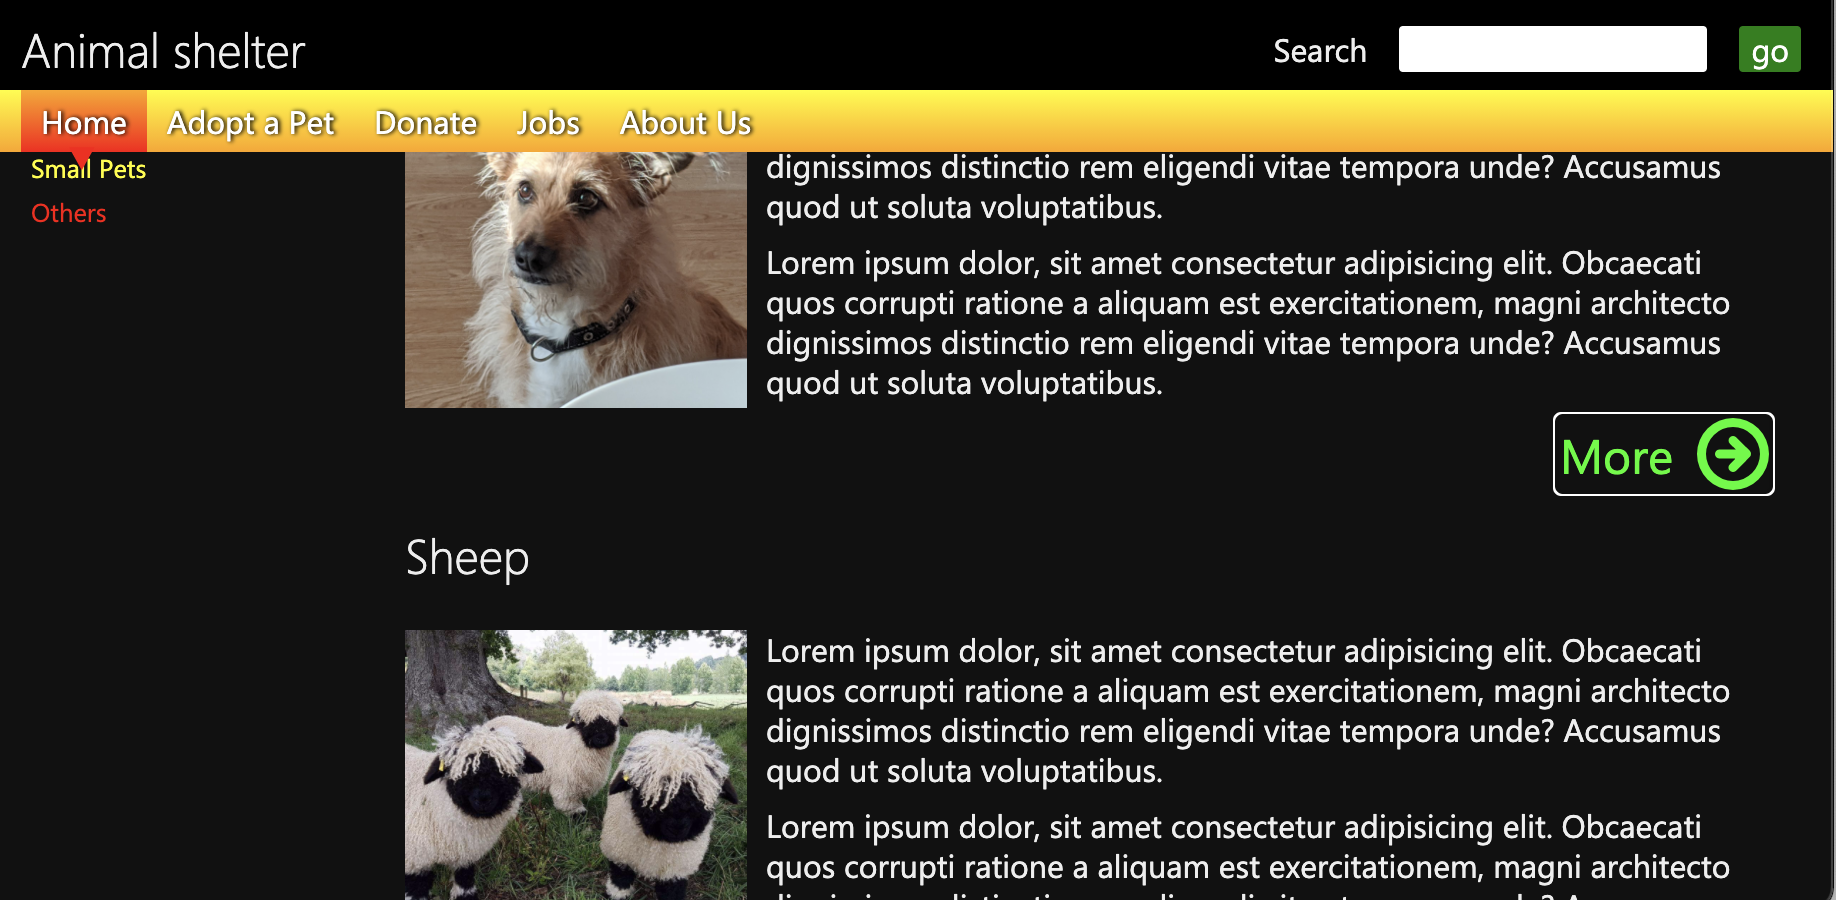 Animal shelter
Search
go
Home
Adopt a Pet
Donate
Jobs
About Us
Small Pets
Others
dignissimos distinctio rem eligendi vitae tempora unde? Accusamus
quod ut soluta voluptatibus.
Lorem ipsum dolor, sit amet consectetur adipisicing elit. Obcaecati
quos corrupti ratione a aliquam est exercitationem, magni architecto
dignissimos distinctio rem eligendi vitae tempora unde? Accusamus
quod ut soluta voluptatibus.
More
Sheep
Lorem ipsum dolor, sit amet consectetur adipisicing elit. Obcaecati
quos corrupti ratione a aliquam est exercitationem, magni architecto
dignissimos distinctio rem eligendi vitae tempora unde? Accusamus
quod ut soluta voluptatibus.
Lorem ipsum dolor, sit amet consectetur adipisicing elit. Obcaecati
quos corrupti ratione a aliquam est exercitationem, magni architecto